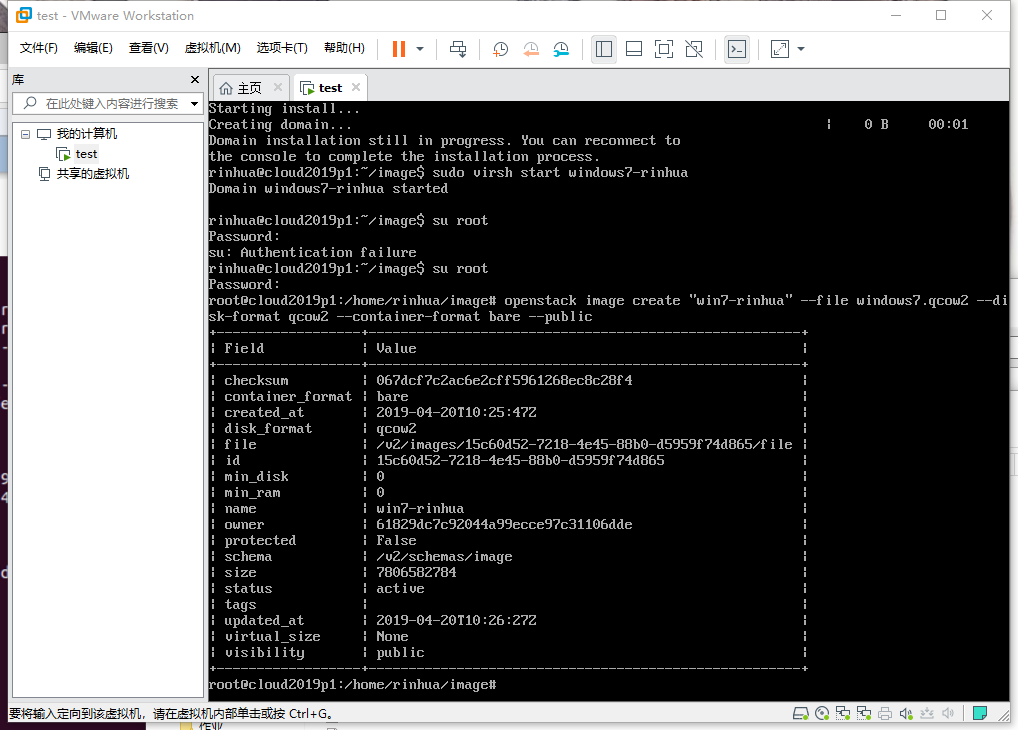 test - VMware Workstation
文件(F) 编辑(E) 查看(V) 虚拟机(M) 选项卡(T) 帮助(H)
库
在此处键入内容进行搜索
我的计算机
test
共享的虚拟机
主页 test
Starting install...
Creating domain... | 0 B 00:01
Domain installation still in progress. You can reconnect to
the console to complete the installation process.
rinhua@cloud2019p1:~/image$ sudo virsh start windows7-rinhua
Domain windows7-rinhua started
rinhua@cloud2019p1:~/image$ su root
Password:
su: Authentication failure
rinhua@cloud2019p1:~/image$ su root
Password:
root@cloud2019p1:/home/rinhua/image# openstack image create "win7-rinhua" --file windows7.qcow2 --di
sk-format qcow2 --container-format bare --public
+------------------+------------------------------------------------------+
| Field | Value |
+------------------+------------------------------------------------------+
| checksum | 067dcf7c2ac6e2cff5961268ec8c28f4 |
| container_format | bare |
| created_at | 2019-04-20T10:25:47Z |
| disk_format | qcow2 |
| file | /v2/images/15c60d52-7218-4e45-88b0-d5959f74d865/file |
| id | 15c60d52-7218-4e45-88b0-d5959f74d865 |
| min_disk | 0 |
| min_ram | 0 |
| name | win7-rinhua |
| owner | 61829dc7c92044a99ecce97c31106dde |
| protected | False |
| schema | /v2/schemas/image |
| size | 7806582784 |
| status | active |
| tags | |
| updated_at | 2019-04-20T10:26:27Z |
| virtual_size | None |
| visibility | public |
+------------------+------------------------------------------------------+
root@cloud2019p1:/home/rinhua/image#
要将输入定向到该虚拟机，请在虚拟机内部单击或按 Ctrl+G。